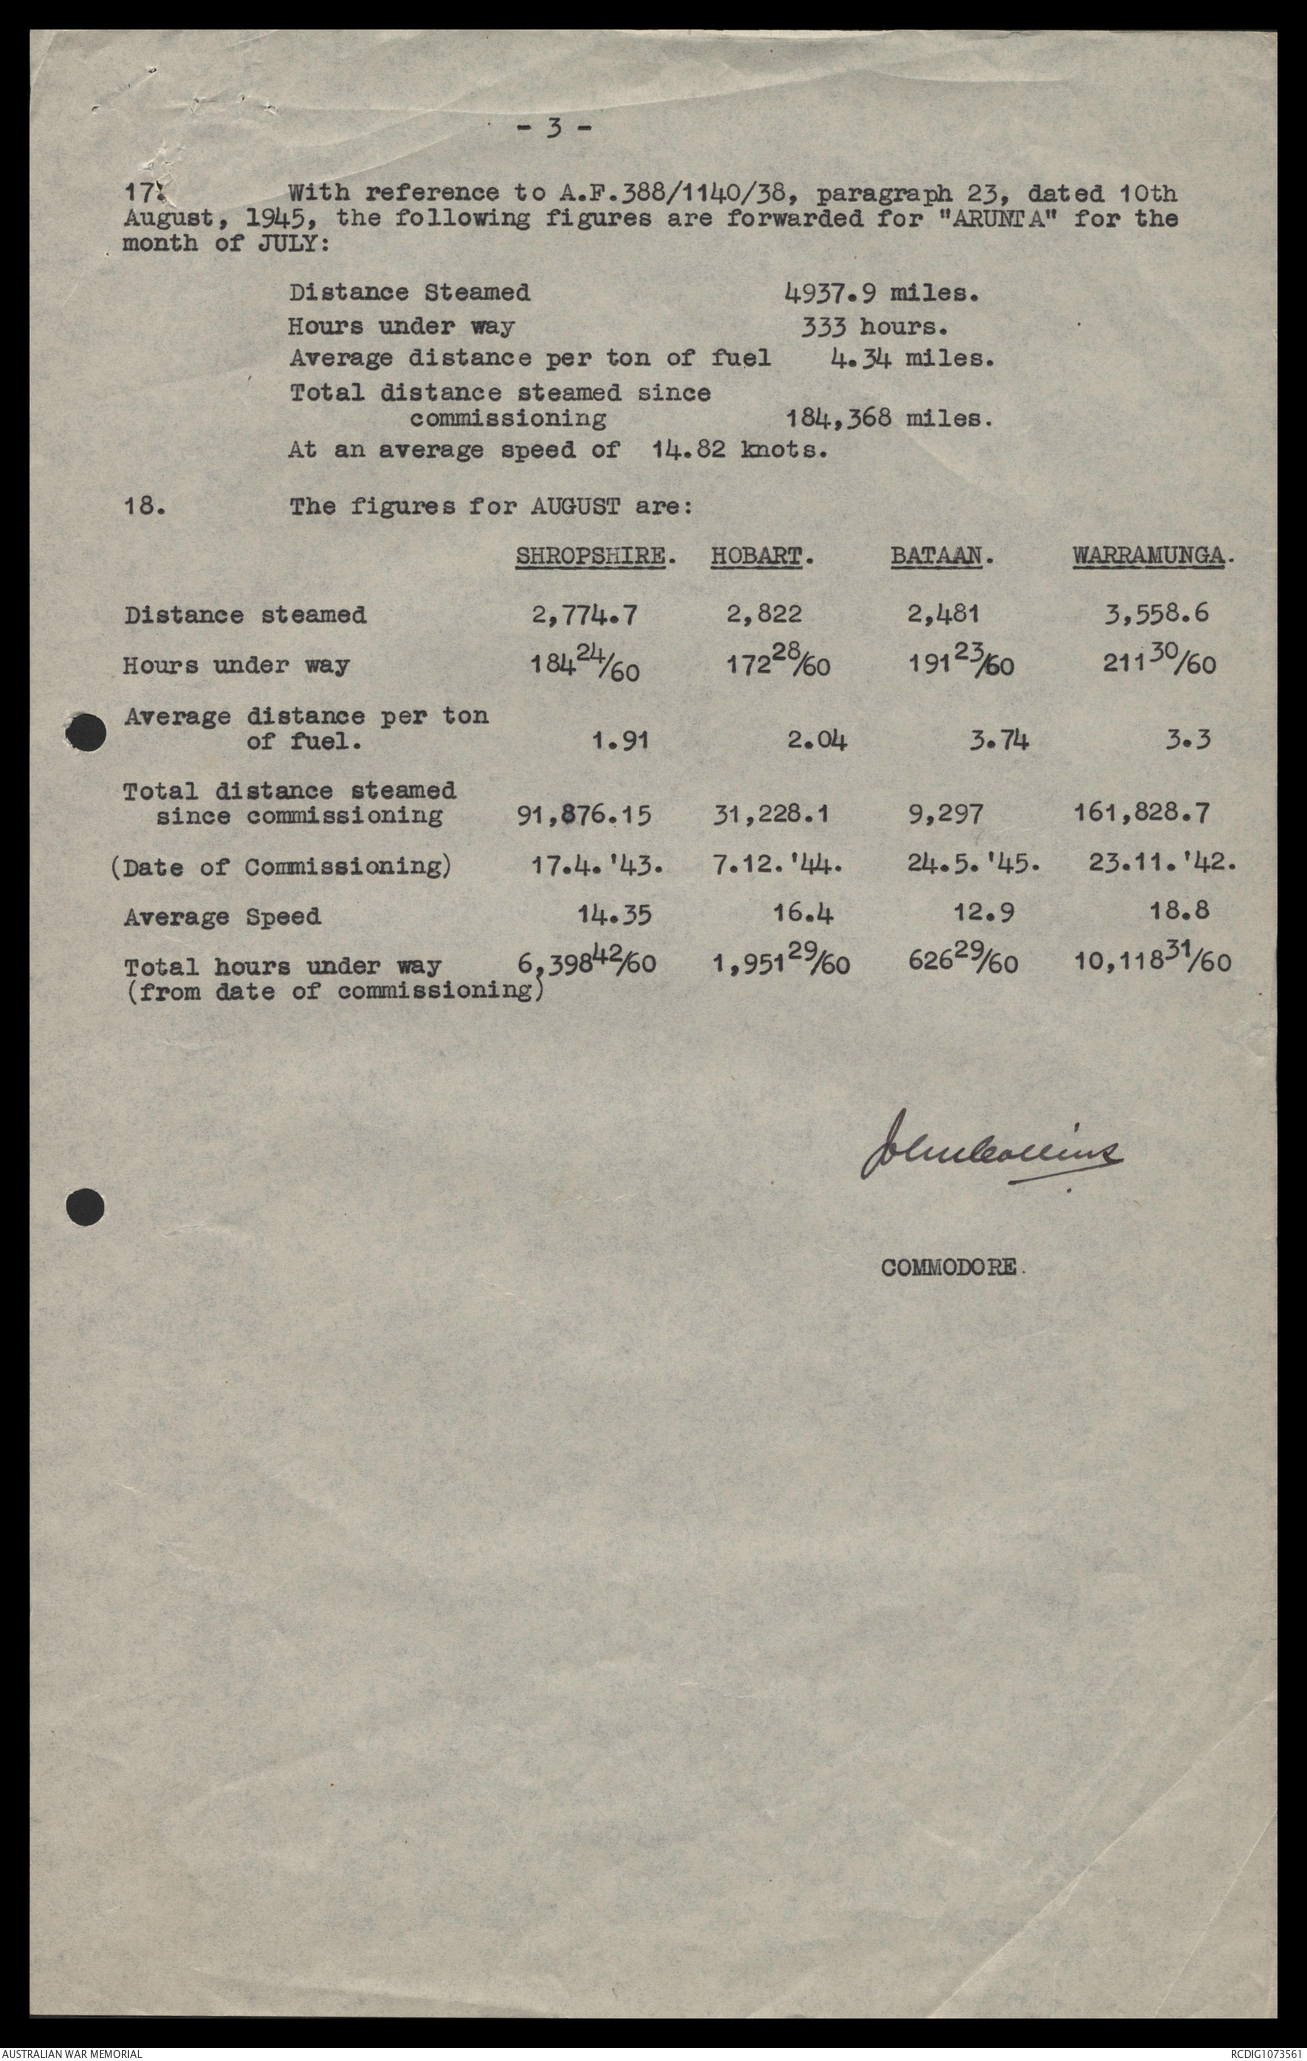 - 3 -
17. With reference to A.F.388/1140/38, paragraph 23, dated 10th
August, 1945, the following figures are forwarded for "ARUNTA" for the
month of JULY:
Distance Steamed 4937.9 miles.
Hours under way 333 hours.
Average distance per ton of fuel 4.34 miles.
Total distance steamed since
commissioning 184,368 miles.
At an average speed of 14.82 knots.
18. The figures for AUGUST are:
SHROPSHIRE. HOBART. BATAAN. WARRAMUNGA.
Distance steamed 2,774.7 2,822 2,481 3,558.6
Hours under way 184 24/60 172 28/60 191 23/60 211 30/60
Average distance per ton
of fuel. 1.91 2.04 3.74 3.3
Total distance steamed
since commissioning 91,876.15 31,228.1 9,297 161,828.7
(Date of Commissioning) 17.4.'43. 7.12.'44. 24.5.'45. 23.11.'42.
Average Speed 14.35 16.4 12.9 18.8
Total hours under way 6,398 42/60 1,951 29/60 626 29/60 10,118 31/60
(from date of commissioning)
John Collins
COMMODORE.
AUSTRALIAN WAR MEMORIAL RCDIG1073561